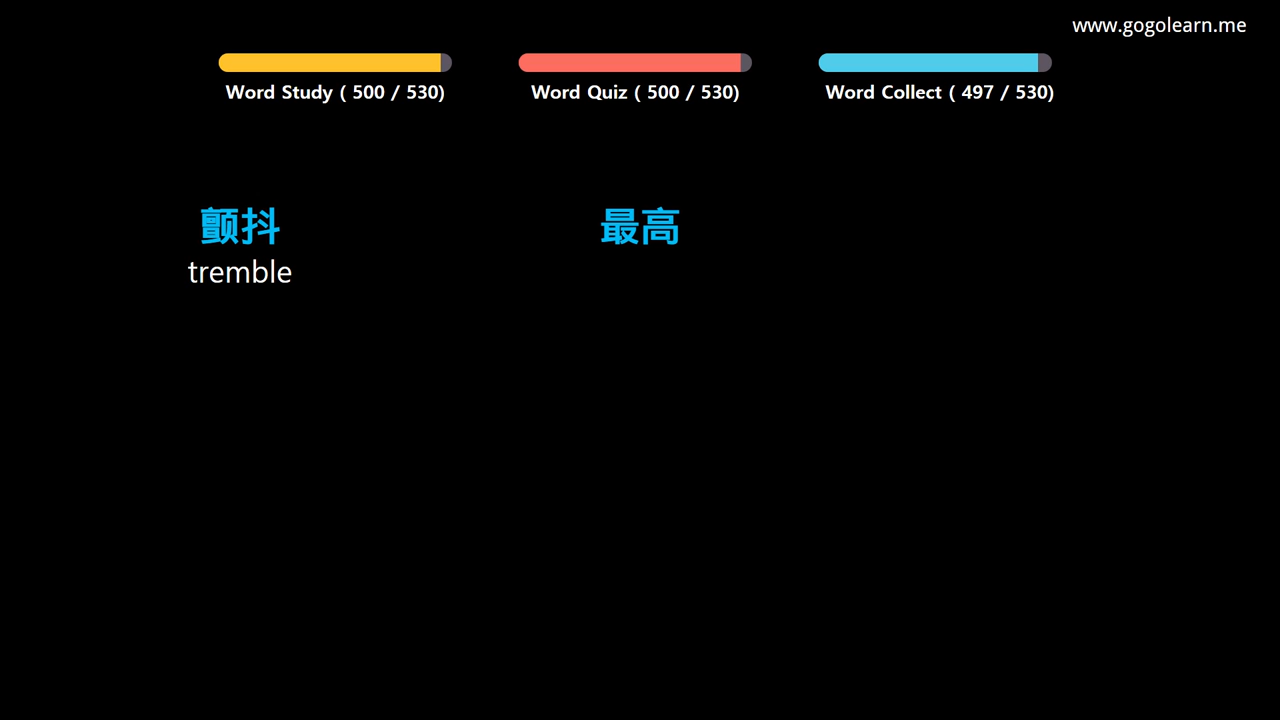 www.gogolearn.me
Word Study ( 500 / 530)
Word Quiz ( 500 / 530)
Word Collect ( 497 / 530)
颤抖
最高
tremble